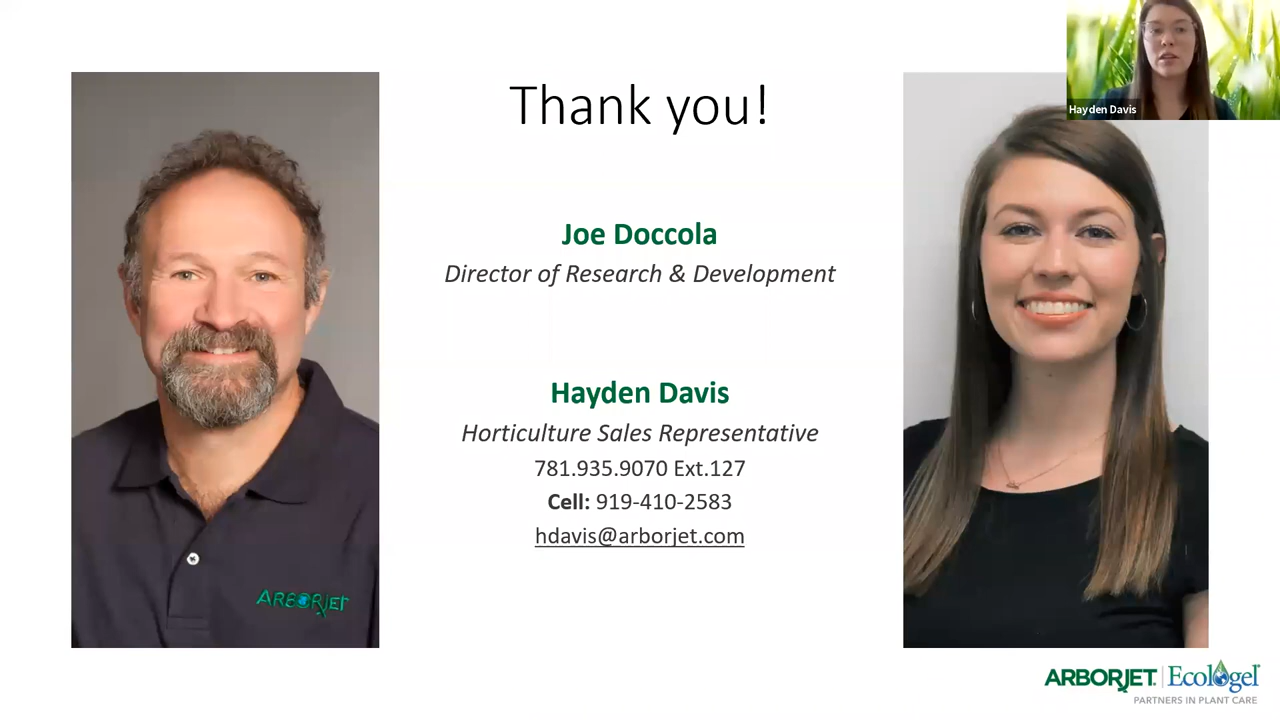 Thank you!
Hayden Davis
Joe Doccola
Director of Research & Development
Hayden Davis
Horticulture Sales Representative
781.935.9070 Ext.127
Cell: 919-410-2583
hdavis@arborjet.com
ARBORJET
ARBORJET | Ecologel
PARTNERS IN PLANT CARE